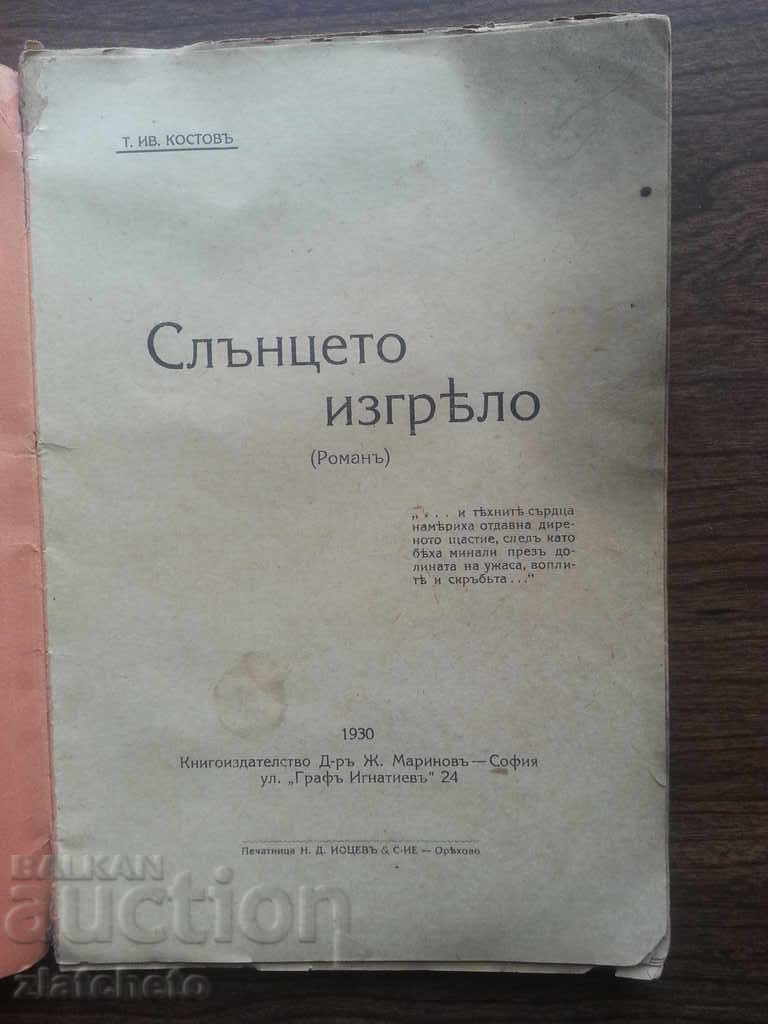 Т. ИВ. КОСТОВЪ
Слънцето
изгрѣло
(Романъ)
„ . . . и тѣхнитѣ сърдца
намѣриха отдавна дире-
ното щастие, следъ като
бѣха минали презъ до-
лината на ужаса, вопли-
тѣ и скръбьта . . .“
1930
Книгоиздателство Д-ръ Ж. Мариновъ — София
ул. „Графъ Игнатиевъ“ 24
Печатница Н. Д. ИОЦЕВЪ & С-ИЕ — Орѣхово
BALKAN
auction
zlatcheto